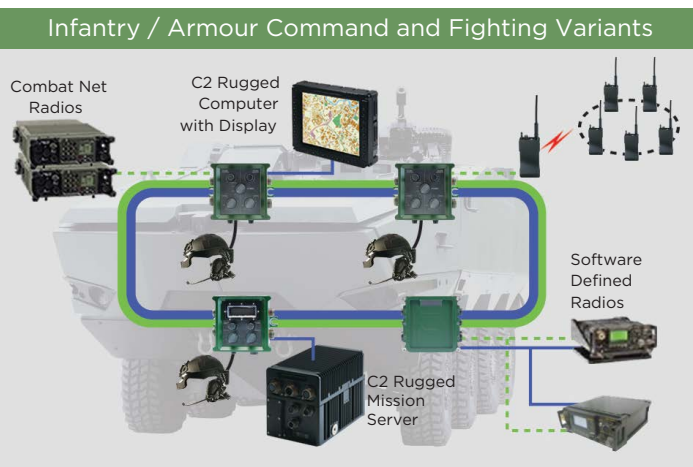 Infantry / Armour Command and Fighting Variants
Combat Net
Radios
C2 Rugged
Computer
with Display
Software
Defined
Radios
C2 Rugged
Mission
Server